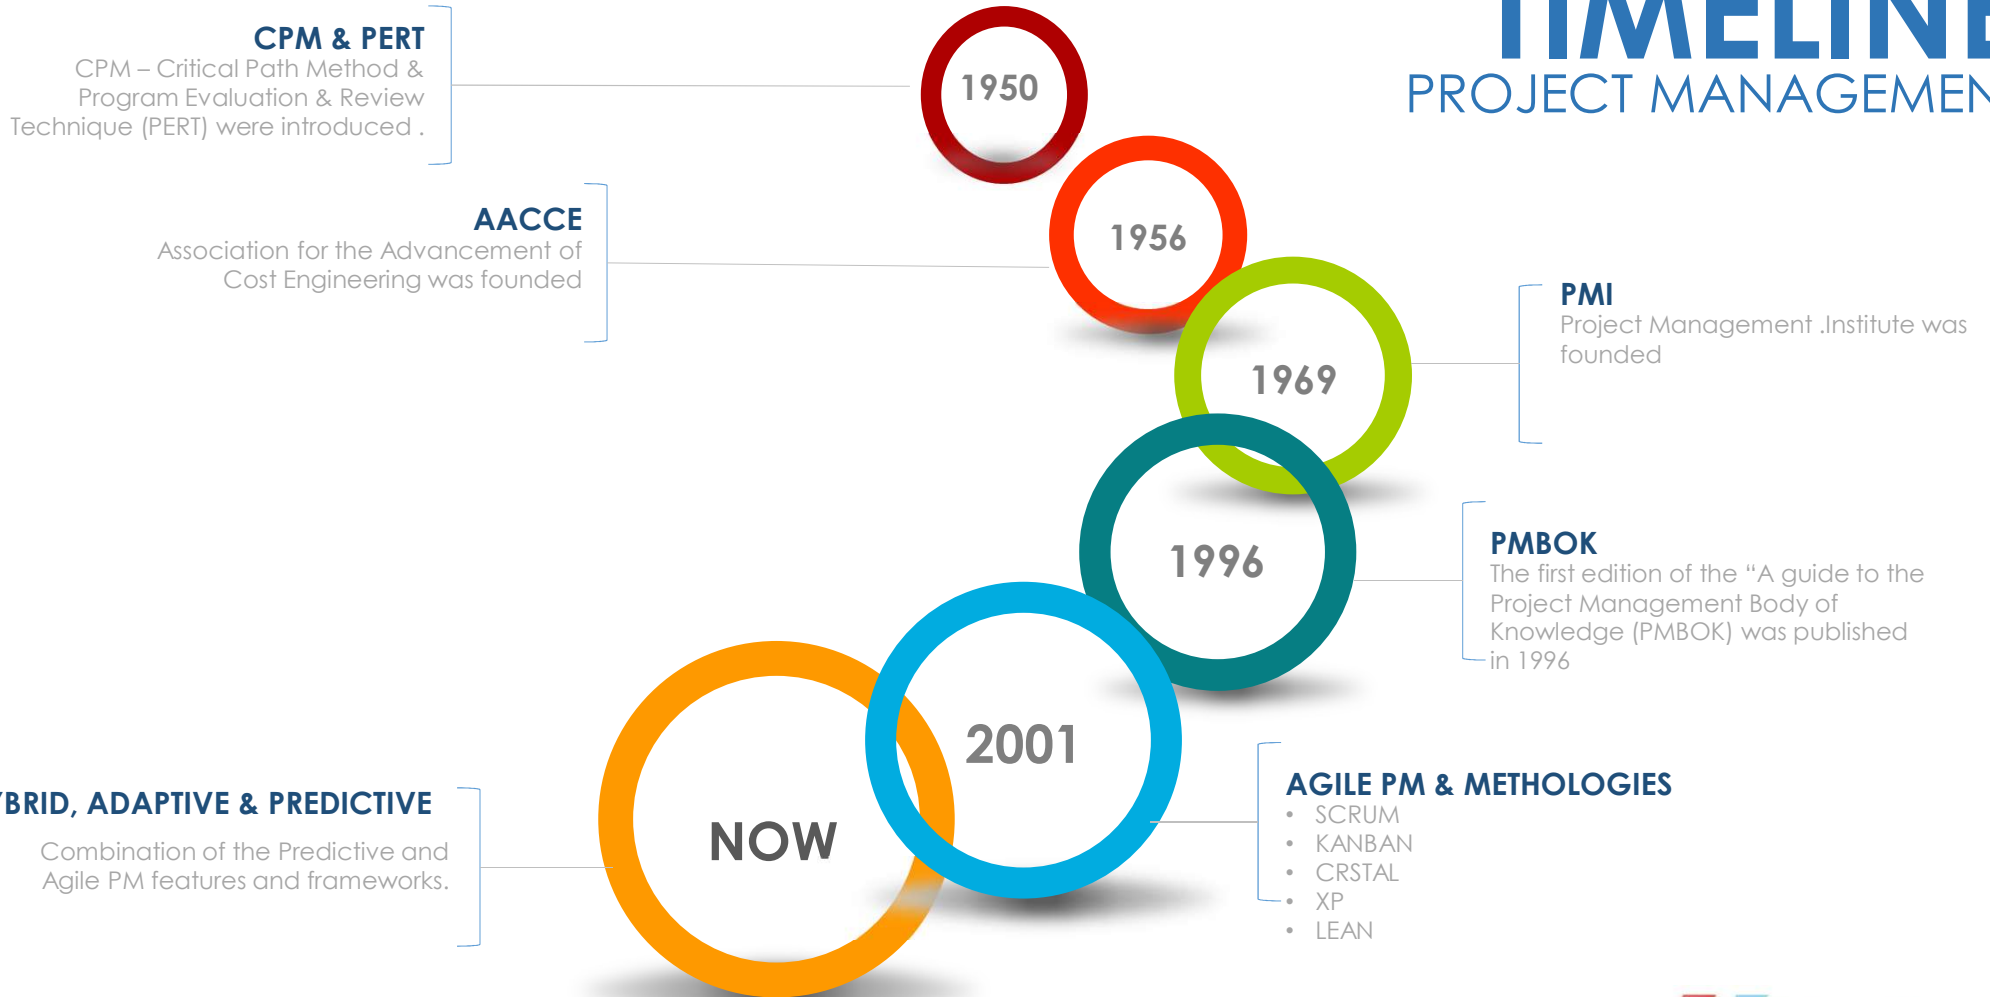 TIMELINE
PROJECT MANAGEMEN
CPM & PERT
CPM – Critical Path Method &
Program Evaluation & Review
Technique (PERT) were introduced .
1950
AACCE
Association for the Advancement of
Cost Engineering was founded
1956
1969
PMI
Project Management .Institute was
founded
1996
PMBOK
The first edition of the “A guide to the
Project Management Body of
Knowledge (PMBOK) was published
in 1996
2001
AGILE PM & METHOLOGIES
• SCRUM
• KANBAN
• CRSTAL
• XP
• LEAN
NOW
YBRID, ADAPTIVE & PREDICTIVE
Combination of the Predictive and
Agile PM features and frameworks.